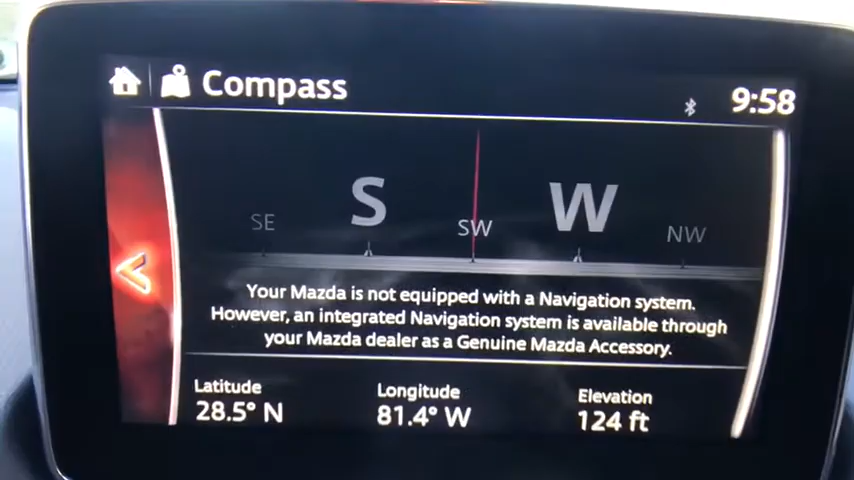 Compass
9:58
SE S SW W NW
Your Mazda is not equipped with a Navigation system.
However, an integrated Navigation system is available through
your Mazda dealer as a Genuine Mazda Accessory.
Latitude Longitude Elevation
28.5° N 81.4° W 124 ft